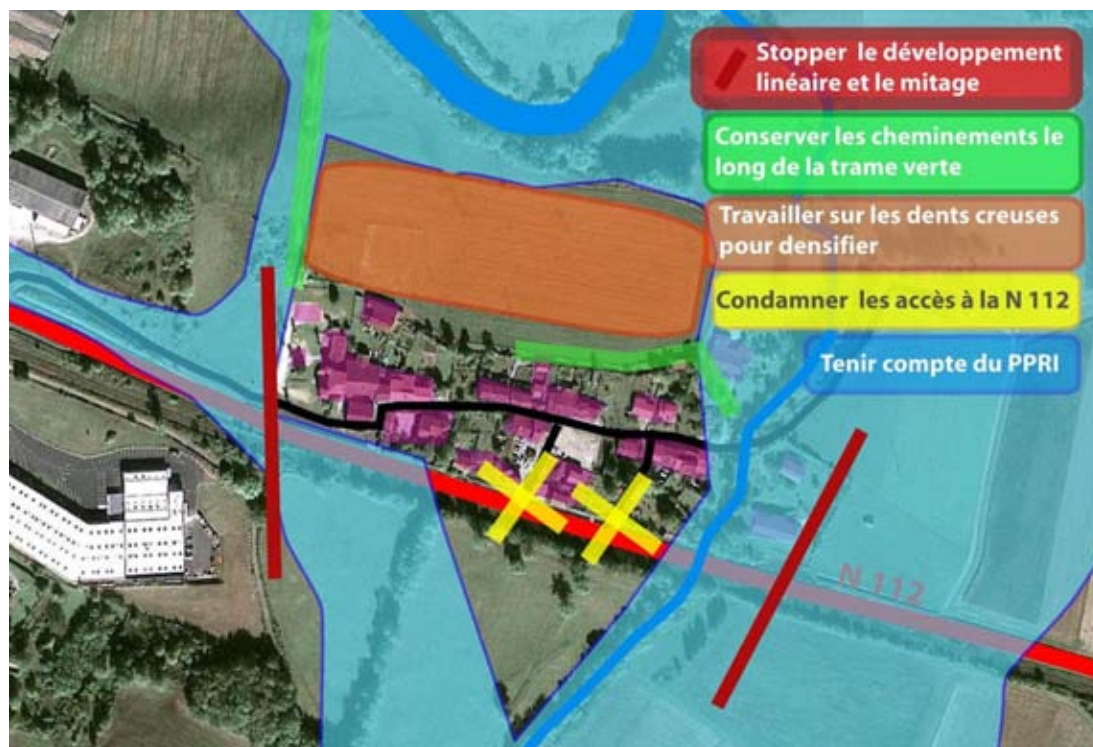 Stopper le développement
linéaire et le mitage
Conserver les cheminements le
long de la trame verte
Travailler sur les dents creuses
pour densifier
Condamner les accès à la N 112
Tenir compte du PPRI
N 112